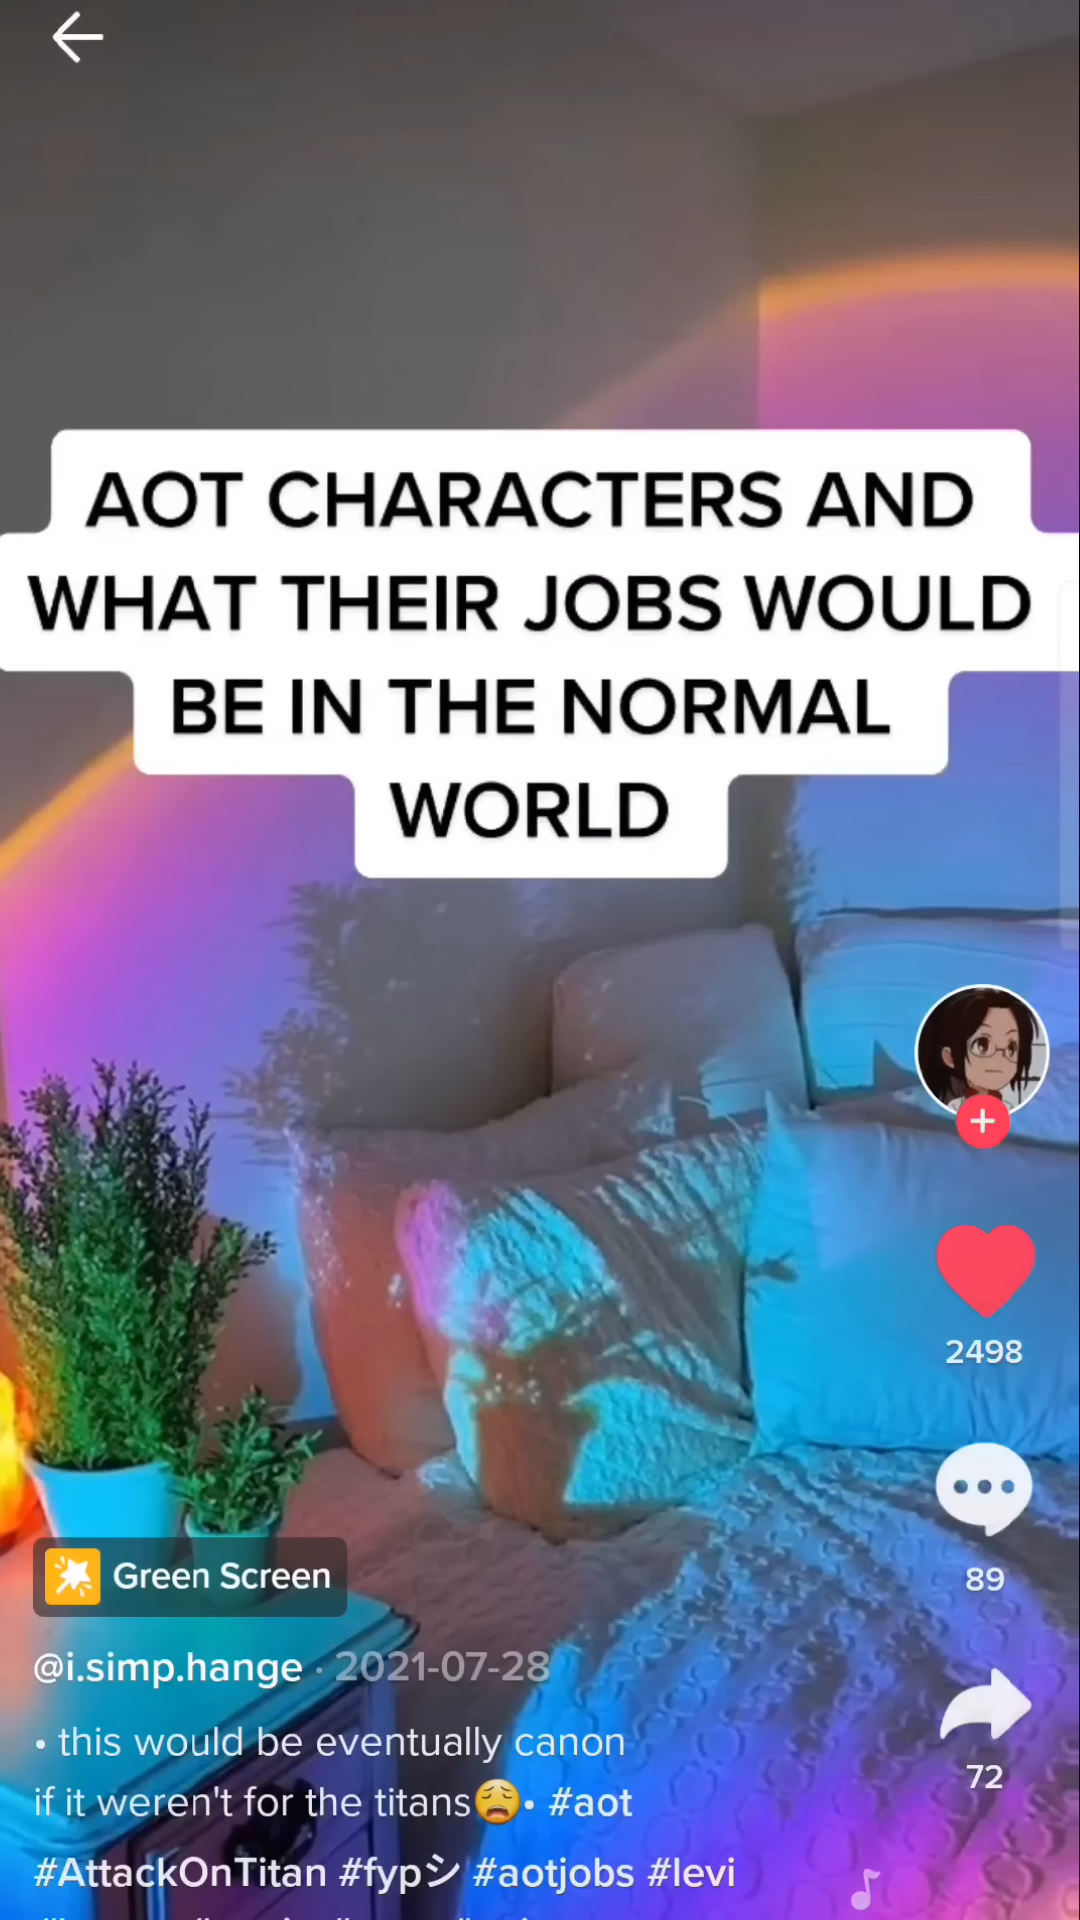 AOT CHARACTERS AND
WHAT THEIR JOBS WOULD
BE IN THE NORMAL
WORLD
2498
89
72
Green Screen
@i.simp.hange · 2021-07-28
• this would be eventually canon
if it weren't for the titans😩• #aot
#AttackOnTitan #fypシ #aotjobs #levi